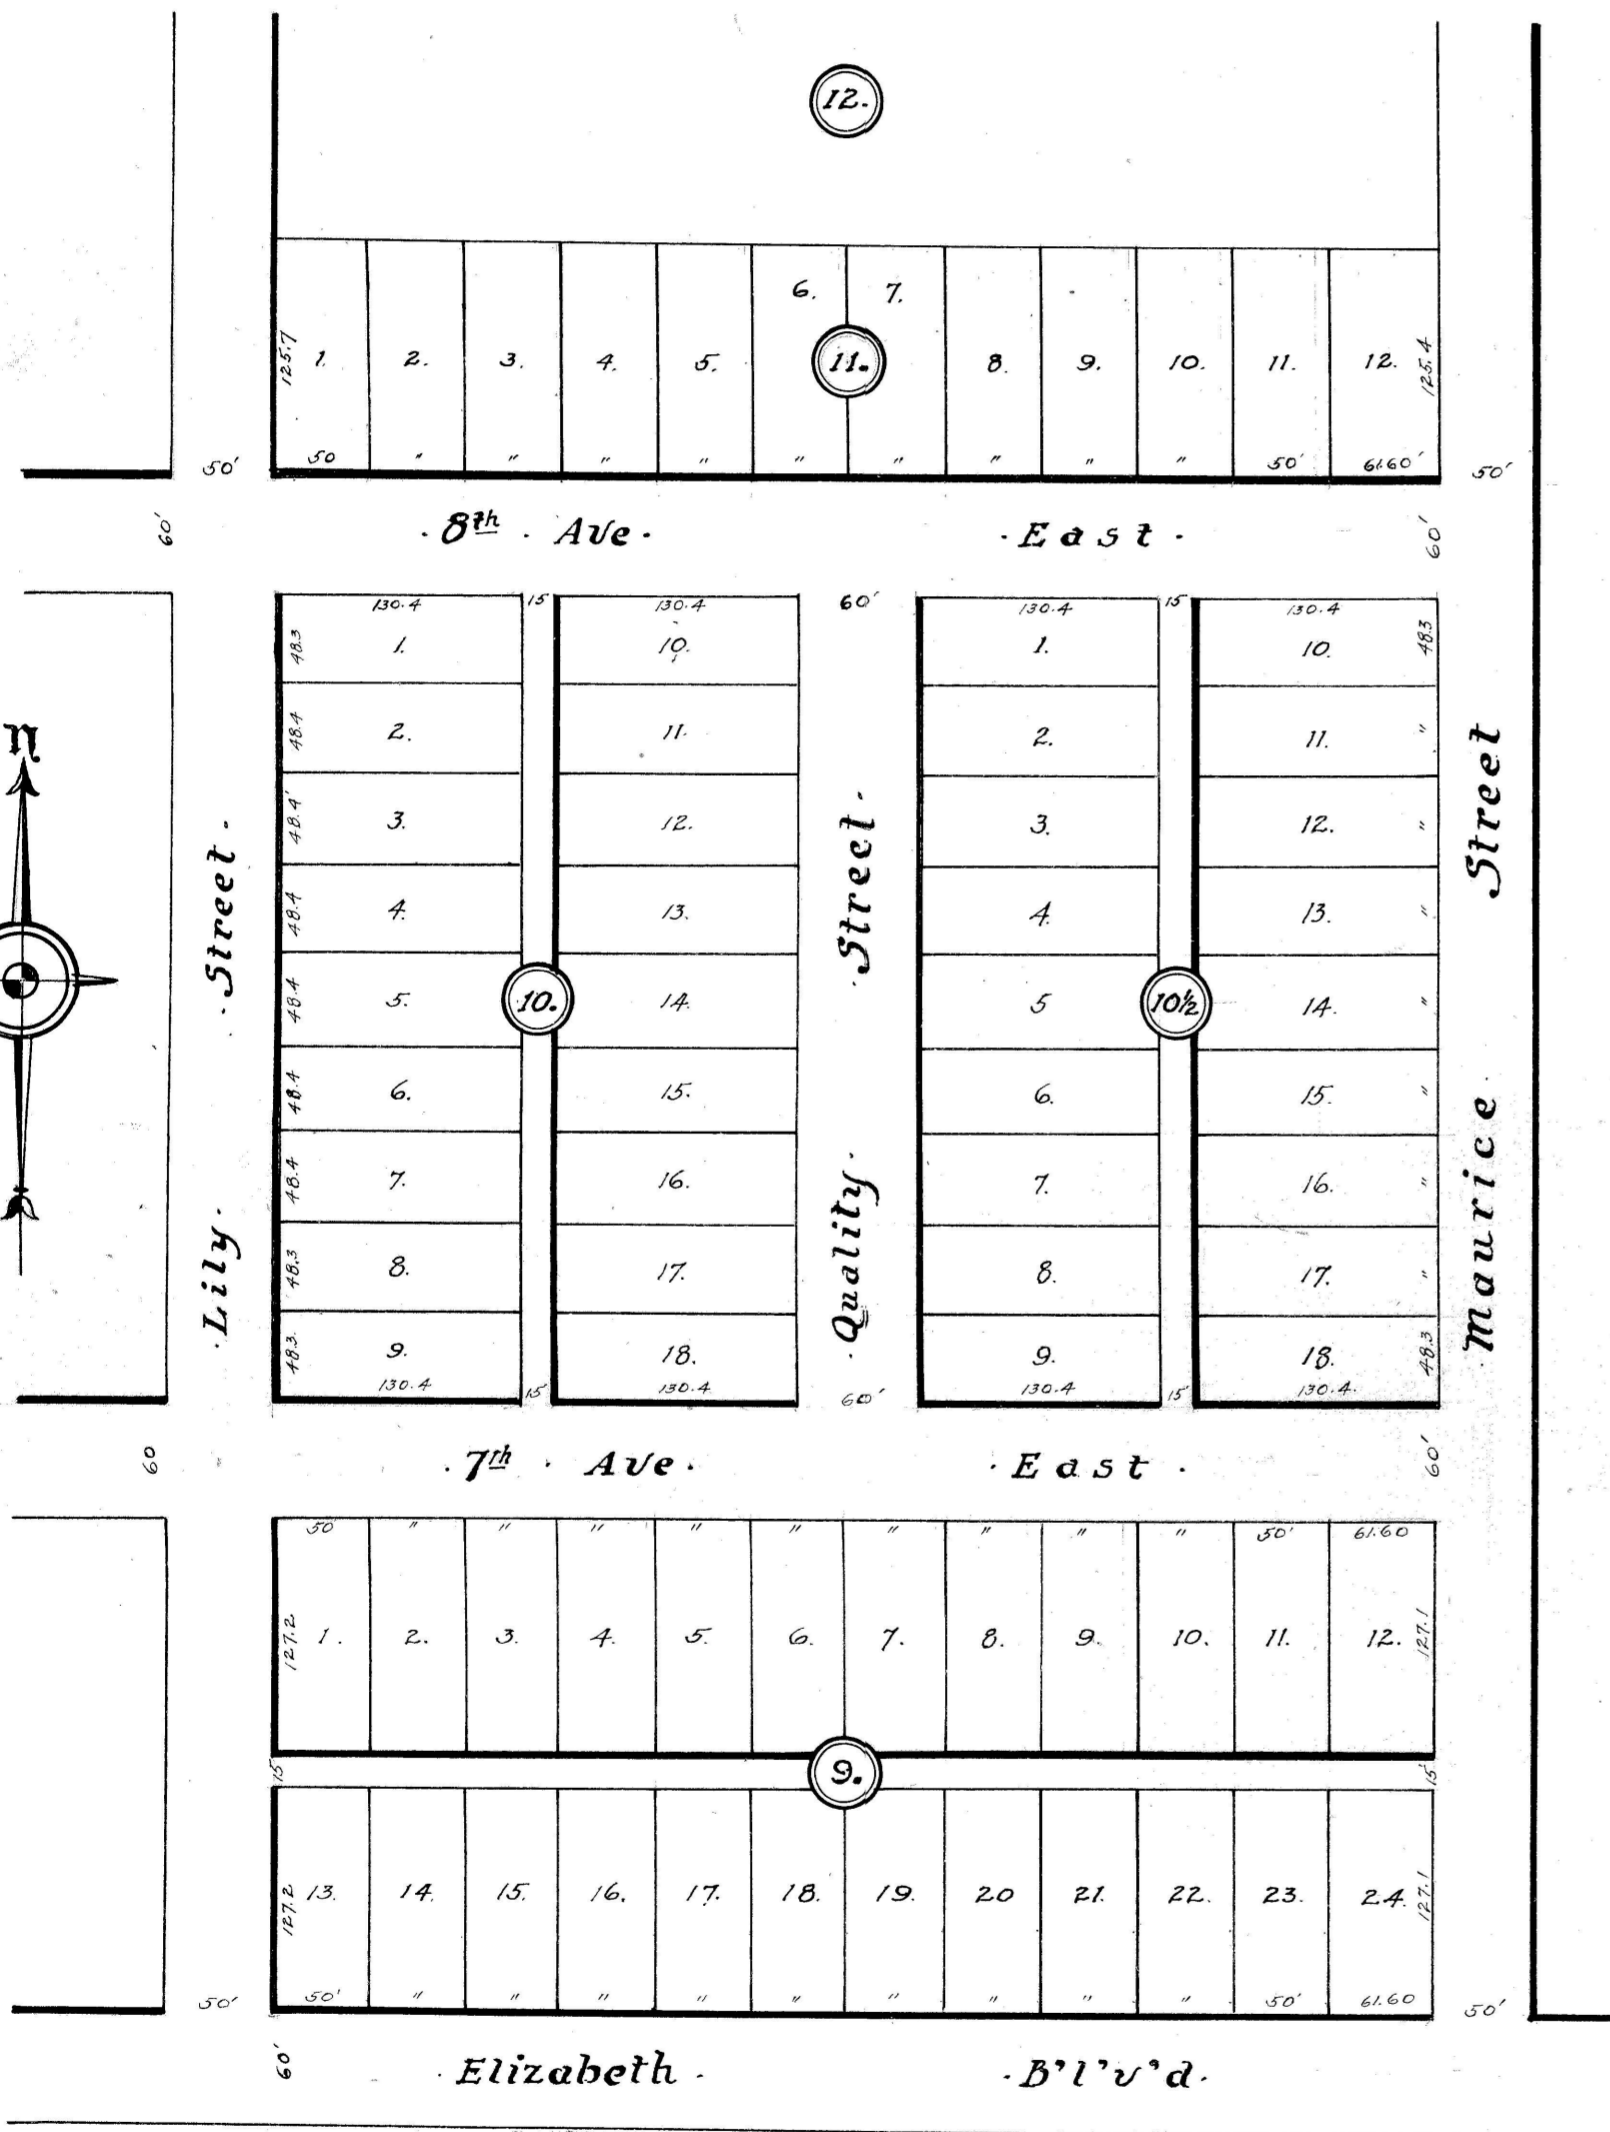 12.
6. 7.
125.7 1. 2. 3. 4. 5. 11. 8. 9. 10. 11. 12. 125.4
50' 50 " " " " " " " " " 50' 61.60' 50'
60' · 8th · Ave · · East · 60'
130.4 15 130.4 60' 130.4 15 130.4
48.3 1. 10. 1. 10. 48.3
48.4 2. 11. 2. 11. "
N
48.4' 3. 12. 3. 12. "
48.4 4. 13. 4. 13. "
48.4 5. 10. 14. 5 10½ 14. "
48.4 6. 15. 6. 15. "
48.4 7. 16. 7. 16. "
48.3 8. 17. 8. 17. "
48.3 9. 18. 9. 18. 48.3
130.4 15 130.4 60' 130.4 15 130.4
· Lily · Street ·
· Quality · Street ·
· Maurice · Street
60 · 7th · Ave · · East · 60'
50 " " " " " " " " " 50' 61.60
127.2 1. 2. 3. 4. 5. 6. 7. 8. 9. 10. 11. 12. 127.1
15 9. 15
127.2 13. 14. 15. 16. 17. 18. 19. 20 21. 22. 23. 24. 127.1
50' 50' " " " " " " " " " 50' 61.60 50'
60' · Elizabeth · · B'l'v'd ·